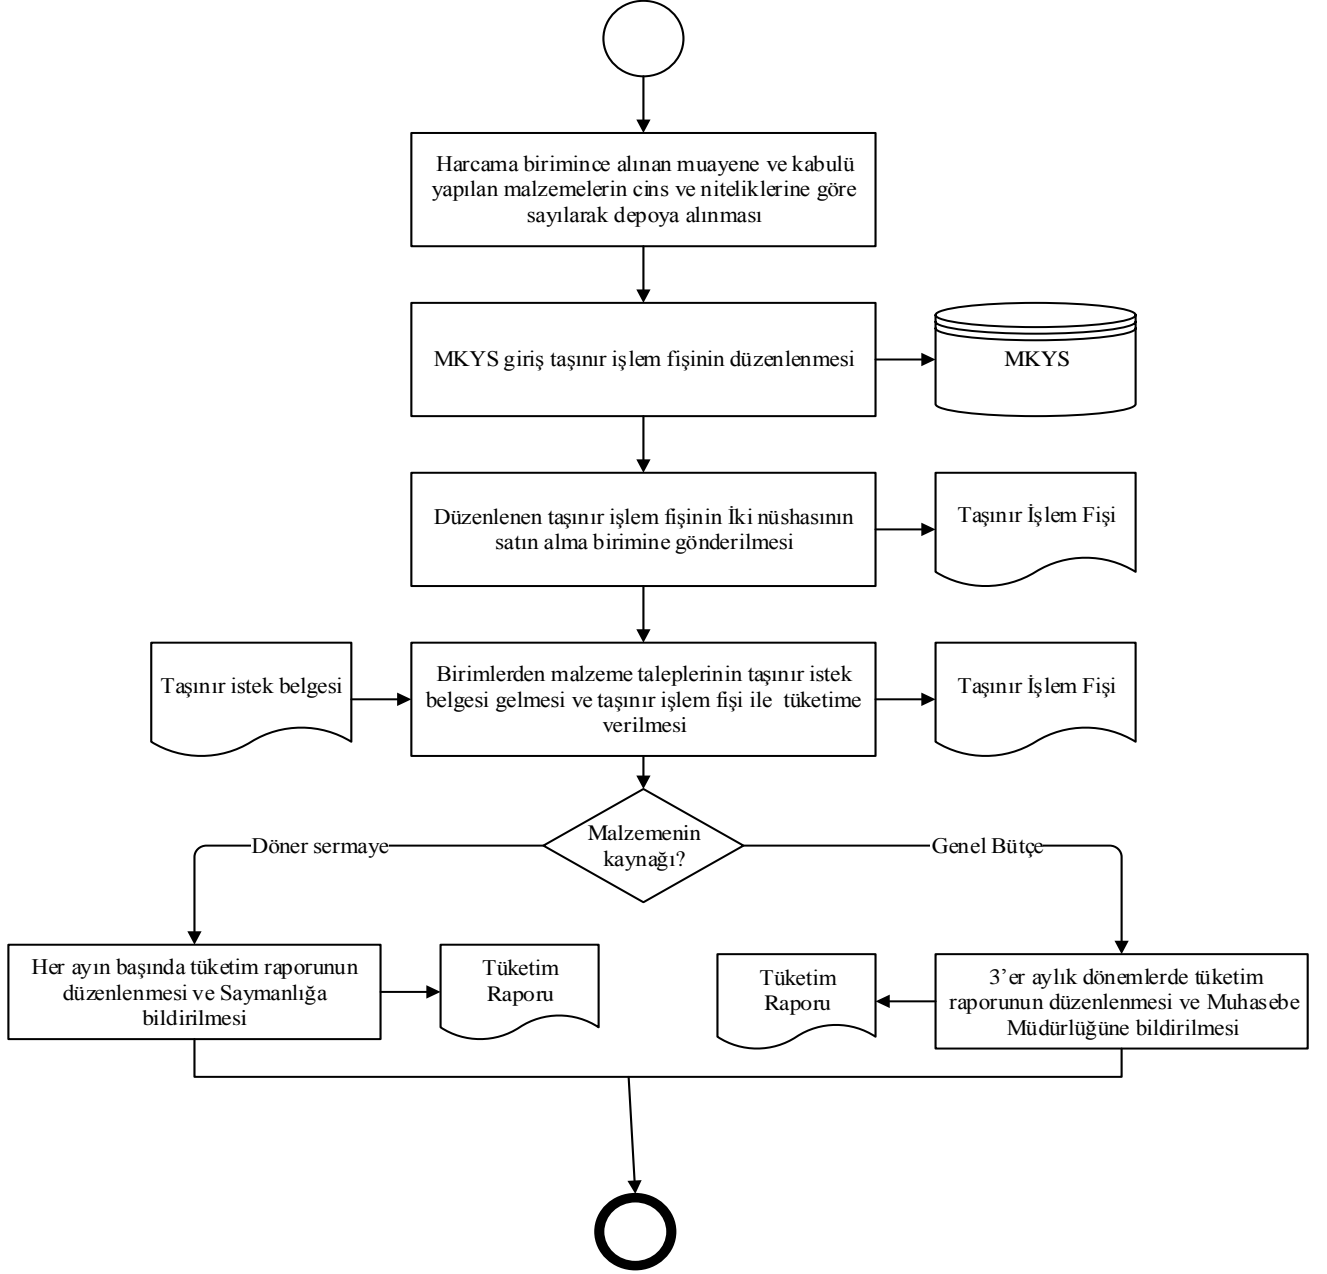 Harcama birimince alınan muayene ve kabulü
yapılan malzemelerin cins ve niteliklerine göre
sayılarak depoya alınması
MKYS giriş taşınır işlem fişinin düzenlenmesi
MKYS
Düzenlenen taşınır işlem fişinin İki nüshasının
satın alma birimine gönderilmesi
Taşınır İşlem Fişi
Taşınır istek belgesi
Birimlerden malzeme taleplerinin taşınır istek
belgesi gelmesi ve taşınır işlem fişi ile tüketime
verilmesi
Taşınır İşlem Fişi
Malzemenin
kaynağı?
Döner sermaye
Genel Bütçe
Her ayın başında tüketim raporunun
düzenlenmesi ve Saymanlığa
bildirilmesi
Tüketim
Raporu
Tüketim
Raporu
3’er aylık dönemlerde tüketim
raporunun düzenlenmesi ve Muhasebe
Müdürlüğüne bildirilmesi